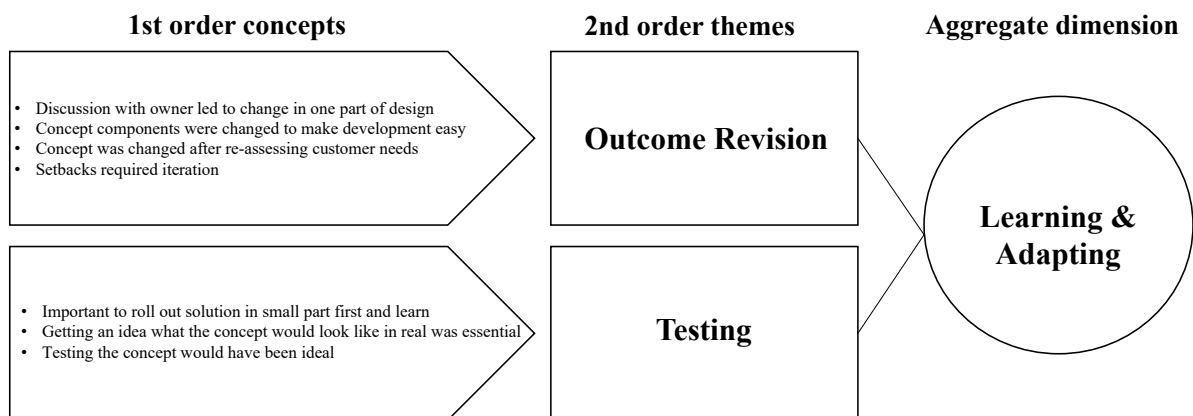 1st order concepts
2nd order themes
Aggregate dimension
• Discussion with owner led to change in one part of design
• Concept components were changed to make development easy
• Concept was changed after re-assessing customer needs
• Setbacks required iteration
Outcome Revision
• Important to roll out solution in small part first and learn
• Getting an idea what the concept would look like in real was essential
• Testing the concept would have been ideal
Testing
Learning &
Adapting